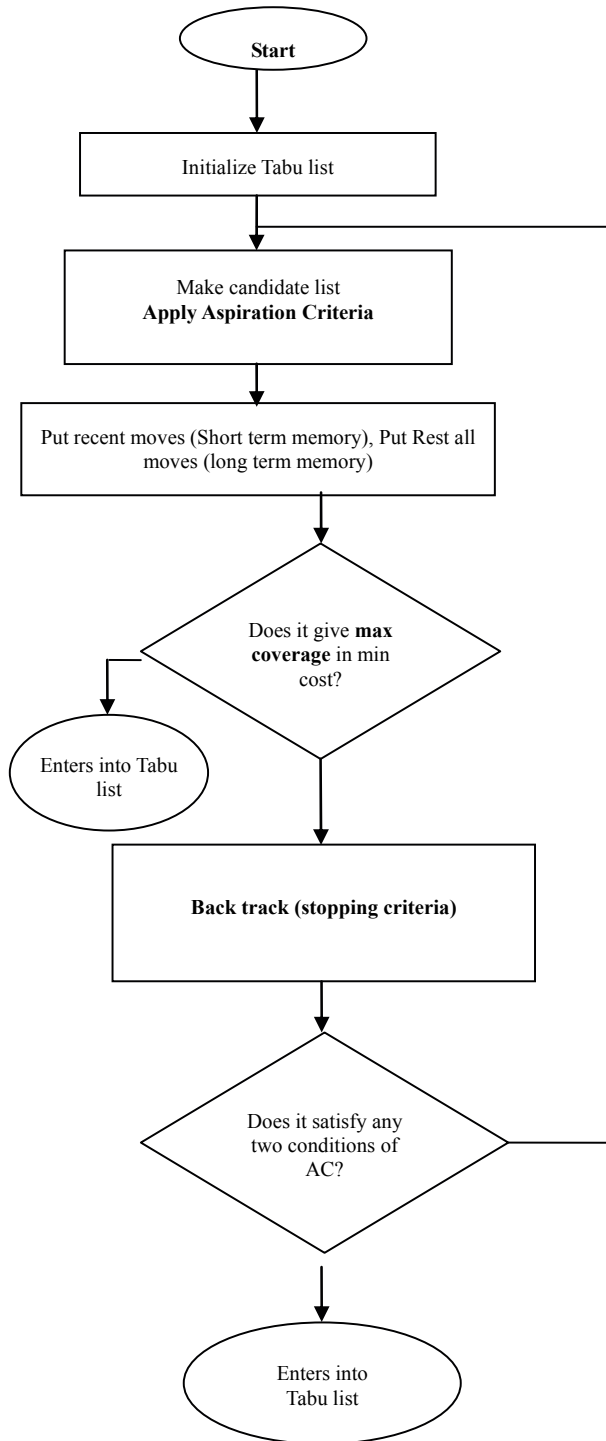 Start
Initialize Tabu list
Make candidate list
Apply Aspiration Criteria
Put recent moves (Short term memory), Put Rest all
moves (long term memory)
Does it give max
coverage in min
cost?
Enters into Tabu
list
Back track (stopping criteria)
Does it satisfy any
two conditions of
AC?
Enters into
Tabu list